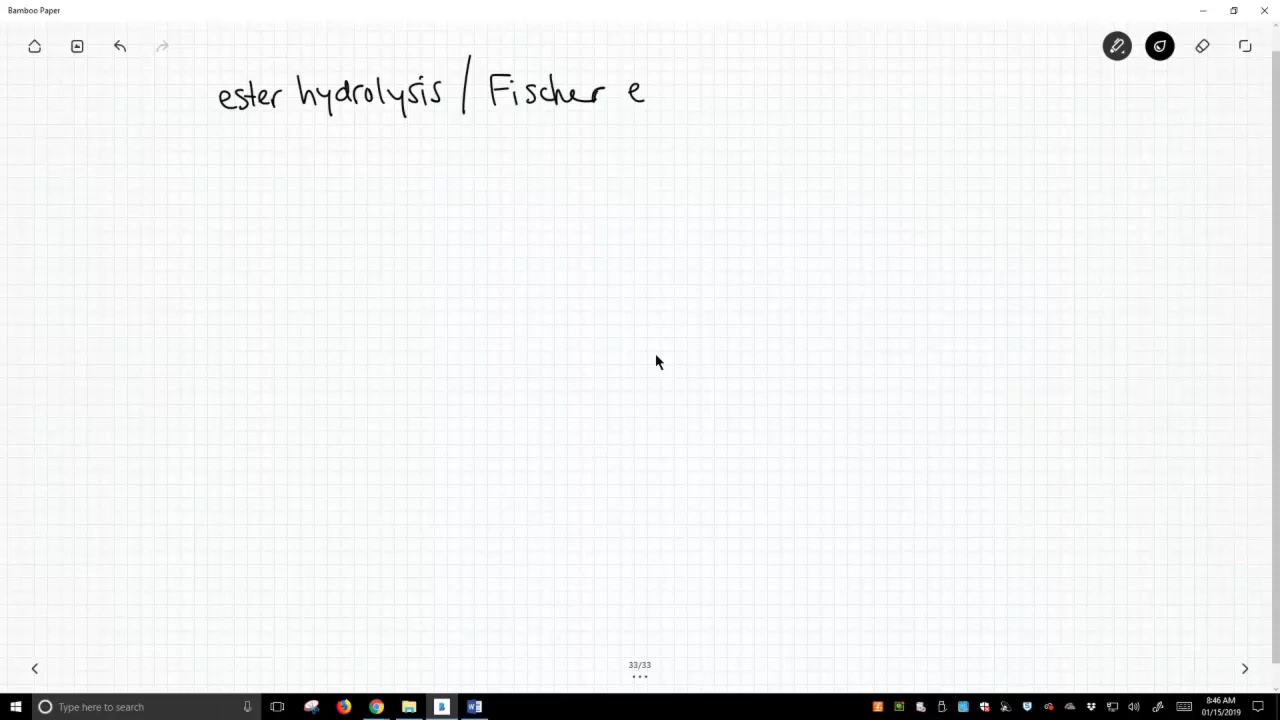 Bamboo Paper
ester hydrolysis / Fischer e
33/33
Type here to search
8:46 AM
01/15/2019